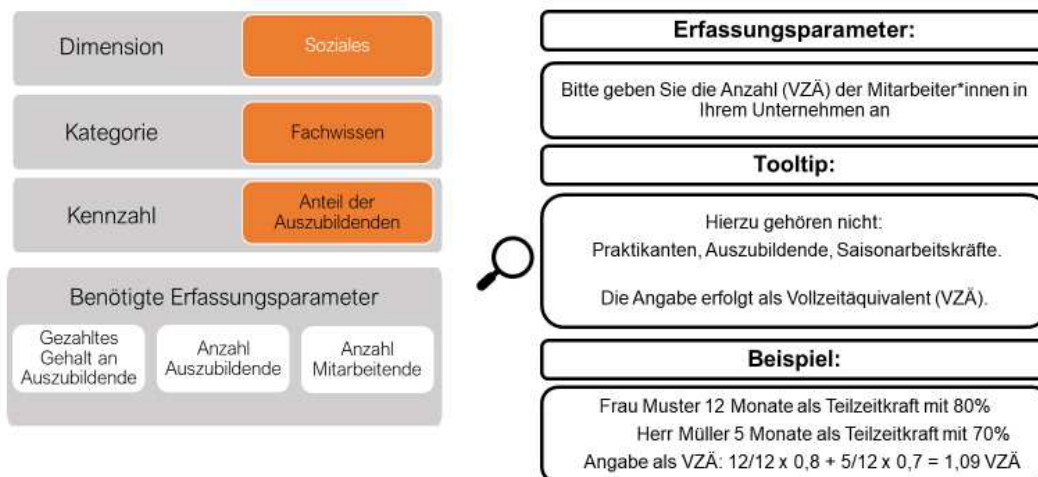 Dimension
Soziales
Kategorie
Fachwissen
Kennzahl
Anteil der
Auszubildenden
Benötigte Erfassungsparameter
Gezahltes
Gehalt an
Auszubildende
Anzahl
Auszubildende
Anzahl
Mitarbeitende
Erfassungsparameter:
Bitte geben Sie die Anzahl (VZÄ) der Mitarbeiter*innen in
Ihrem Unternehmen an
Tooltip:
Hierzu gehören nicht:
Praktikanten, Auszubildende, Saisonarbeitskräfte.
Die Angabe erfolgt als Vollzeitäquivalent (VZÄ).
Beispiel:
Frau Muster 12 Monate als Teilzeitkraft mit 80%
Herr Müller 5 Monate als Teilzeitkraft mit 70%
Angabe als VZÄ: 12/12 x 0,8 + 5/12 x 0,7 = 1,09 VZÄ